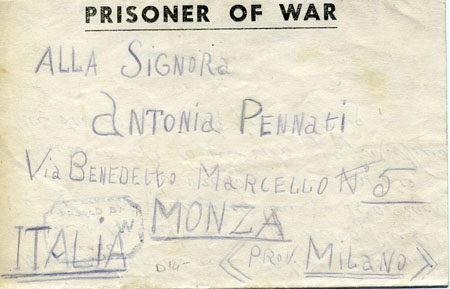 PRISONER OF WAR
ALLA SIGNORA
ANTONIA PENNATI
Via BENEDETTO MARCELLO N° 5
MONZA
ITALIA < PROV. MILANO >